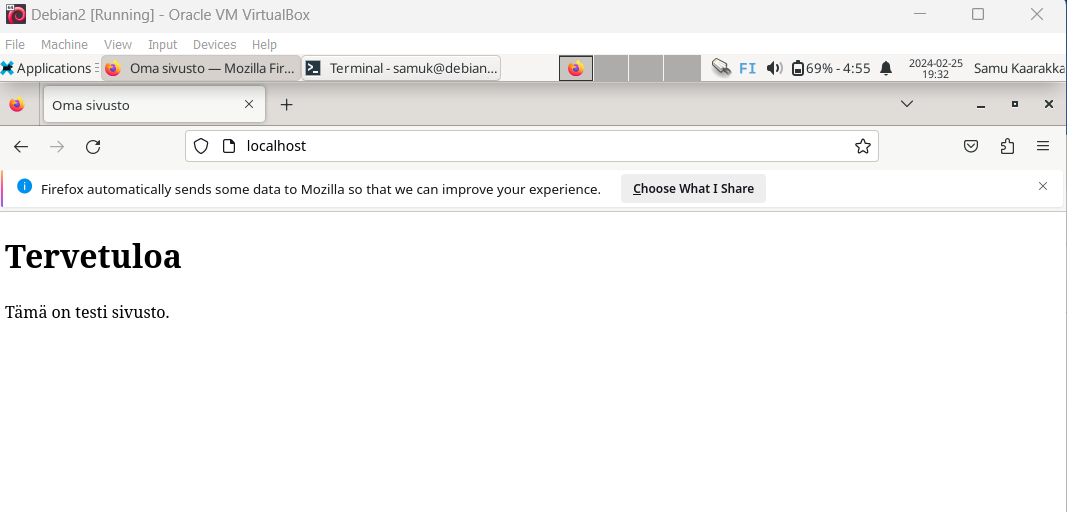 Debian2 [Running] - Oracle VM VirtualBox
File Machine View Input Devices Help
Applications Oma sivusto — Mozilla Fir... Terminal - samuk@debian... FI 69% - 4:55 2024-02-25 19:32 Samu Kaarakka
Oma sivusto
localhost
Firefox automatically sends some data to Mozilla so that we can improve your experience. Choose What I Share
Tervetuloa
Tämä on testi sivusto.